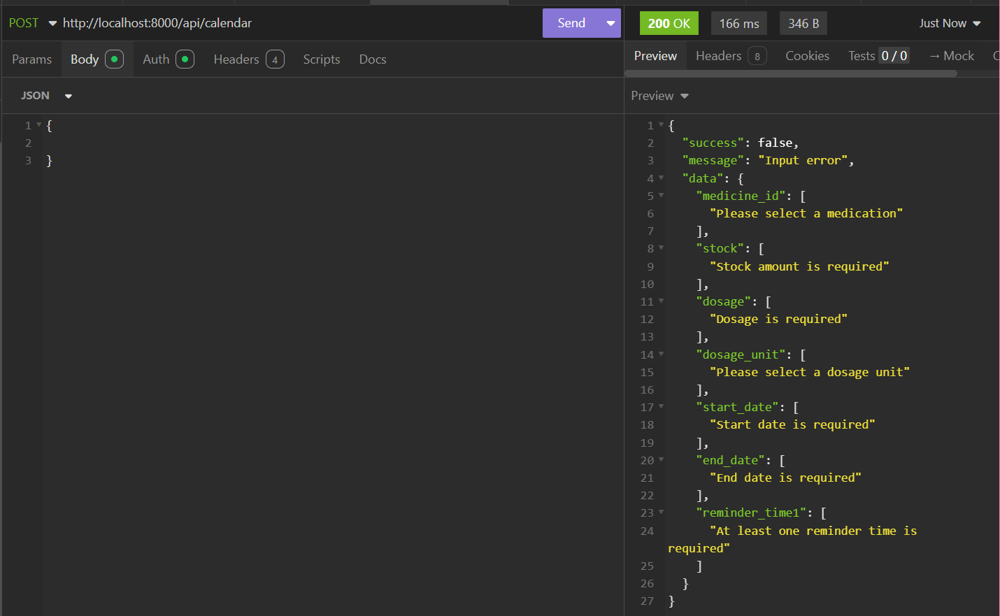 POST http://localhost:8000/api/calendar Send
Params Body Auth Headers 4 Scripts Docs
JSON
1 {
2
3 }
200 OK 166 ms 346 B Just Now
Preview Headers 8 Cookies Tests 0 / 0 → Mock
Preview
1 {
2 "success": false,
3 "message": "Input error",
4 "data": {
5 "medicine_id": [
6 "Please select a medication"
7 ],
8 "stock": [
9 "Stock amount is required"
10 ],
11 "dosage": [
12 "Dosage is required"
13 ],
14 "dosage_unit": [
15 "Please select a dosage unit"
16 ],
17 "start_date": [
18 "Start date is required"
19 ],
20 "end_date": [
21 "End date is required"
22 ],
23 "reminder_time1": [
24 "At least one reminder time is
required"
25 ]
26 }
27 }